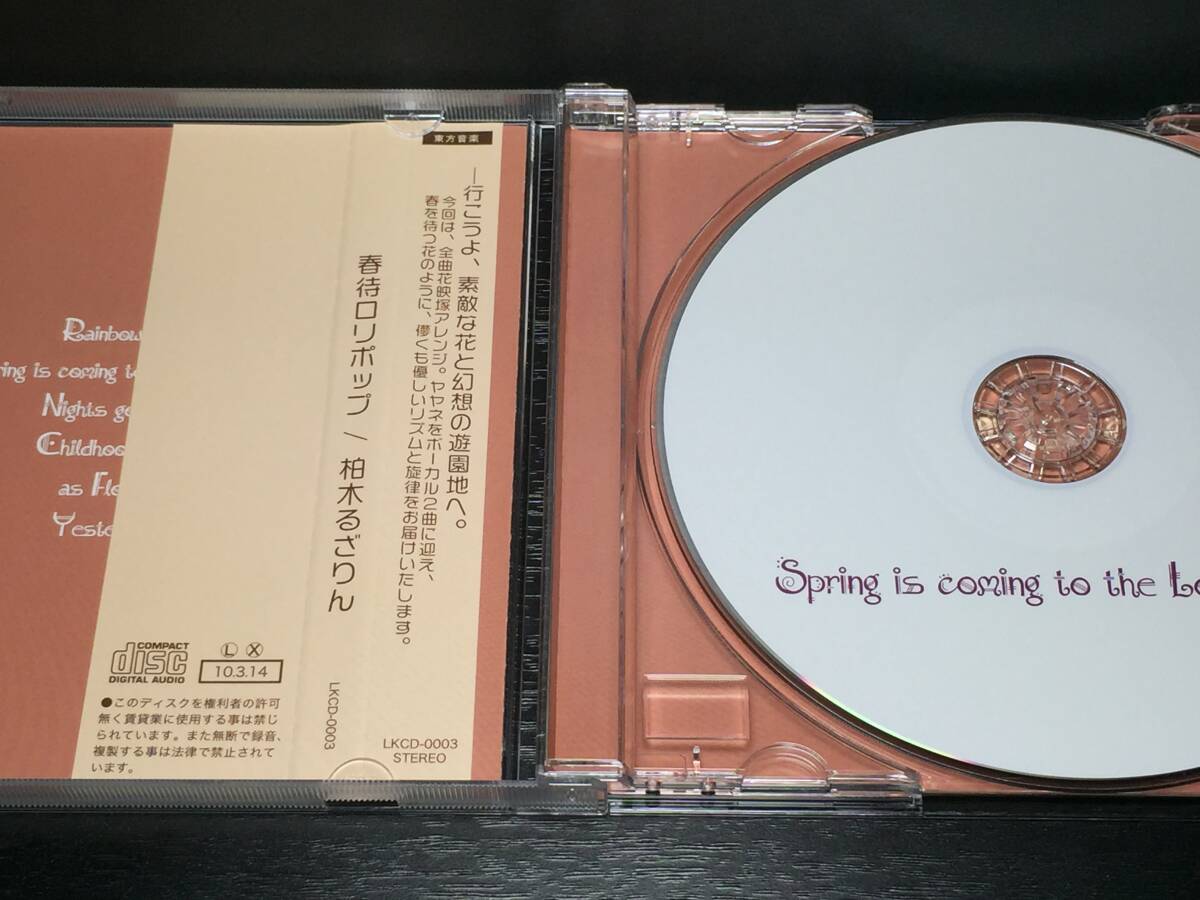 Rainbow
ring is coming to
Nights go
Childhoo
as Fl
Yeste
東方音楽
―行こうよ、素敵な花と幻想の遊園地へ。
今回は、全曲花映塚アレンジ。ヤヤネをボーカル2曲に迎え、
春を待つ花のように、儚くも優しいリズムと旋律をお届けいたします。
春待ロリポップ / 柏木るざりん
LKCD-0003
COMPACT
disc
DIGITAL AUDIO
L X
10.3.14
●このディスクを権利者の許可
無く賃貸業に使用する事は禁じ
られています。また無断で録音、
複製する事は法律で禁止されて
います。
LKCD-0003
STEREO
Spring is coming to the Lo